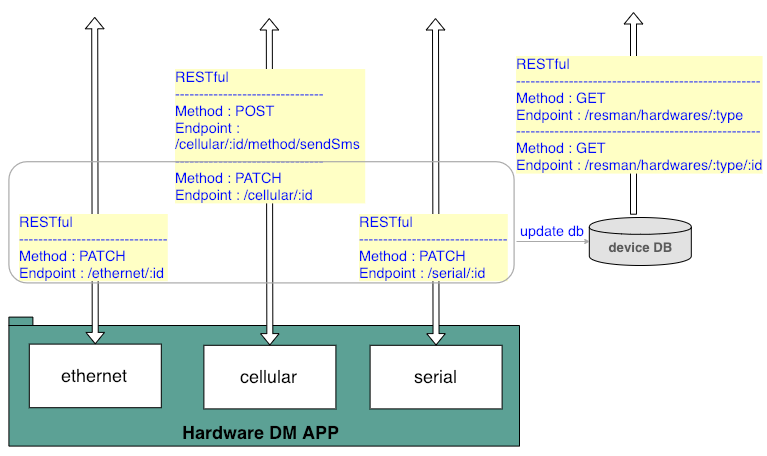 RESTful
-------------------------------
Method : POST
Endpoint :
/cellular/:id/method/sendSms
-------------------------------
Method : PATCH
Endpoint : /cellular/:id
RESTful
----------------------------------
Method : GET
Endpoint : /resman/hardwares/:type
----------------------------------
Method : GET
Endpoint : /resman/hardwares/:type/:id
RESTful
-------------------------------
Method : PATCH
Endpoint : /ethernet/:id
RESTful
-------------------------------
Method : PATCH
Endpoint : /serial/:id
update db
device DB
ethernet
cellular
serial
Hardware DM APP